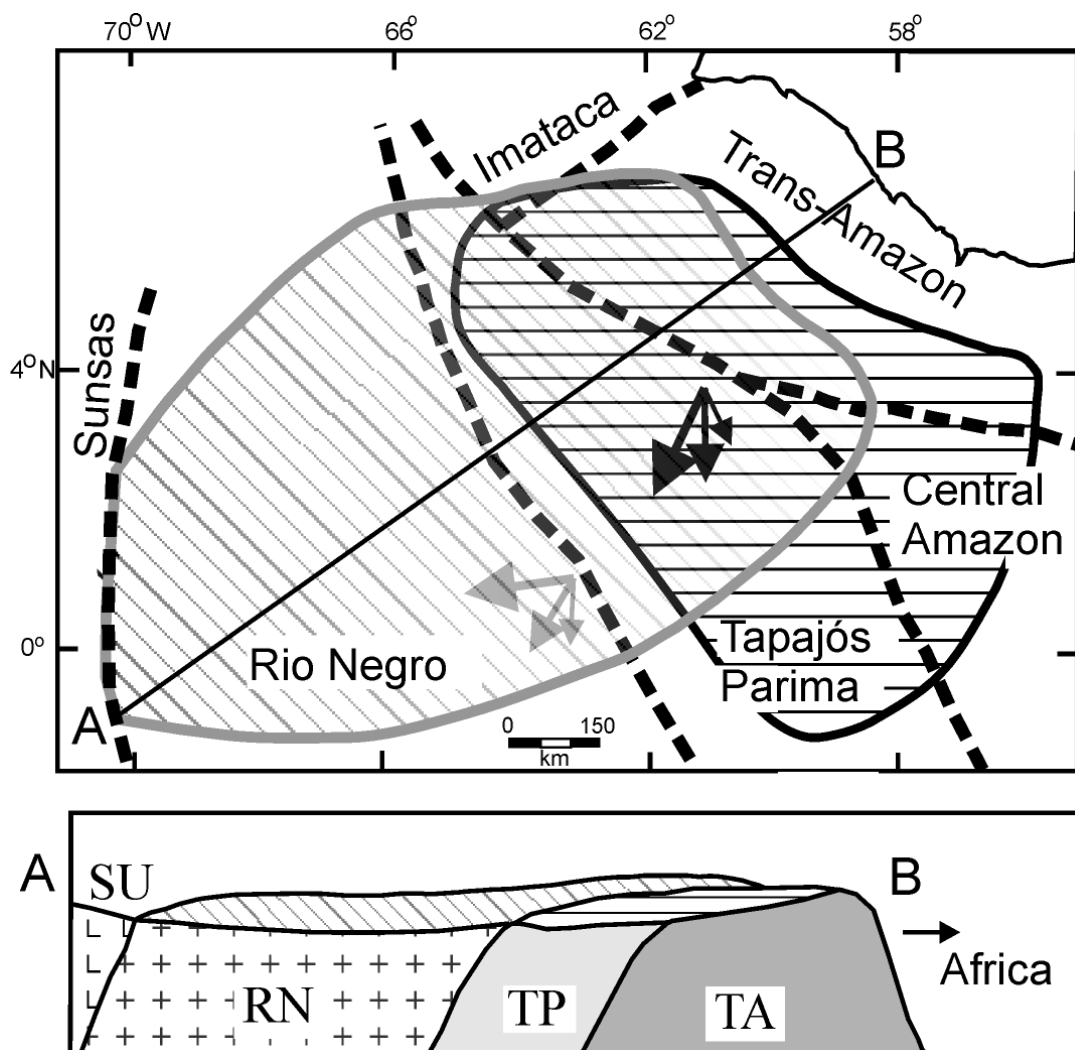 70° W 66° 62° 58°
Imataca
Trans-Amazon
B
Sunsas
4° N
Central
Amazon
0°
Rio Negro
Tapajós
Parima
A
0 150
km
A SU B
Africa
RN TP TA